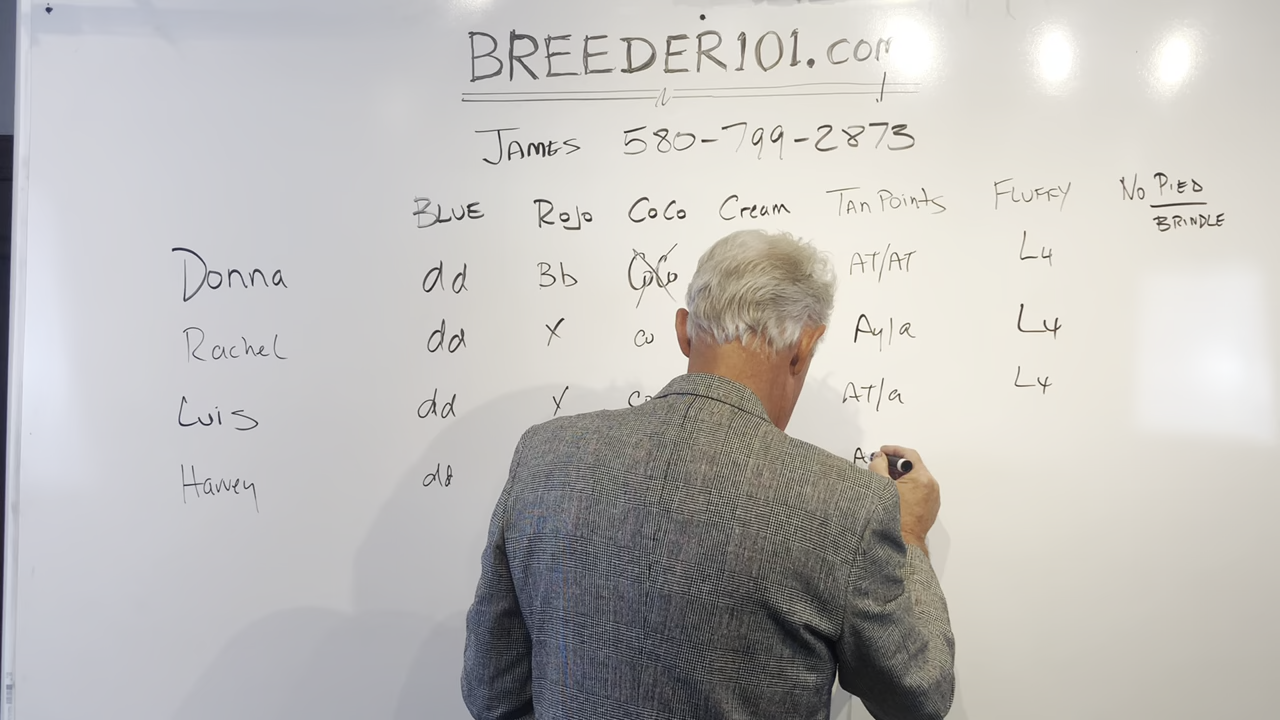 BREEDER101.com
JAMES 580-799-2873
BLUE Rojo CoCo Cream TAN Points FLUFFY No PIED
BRINDLE
Donna dd Bb CoCo AT/AT L4
Rachel dd X co Ay/a L4
Luis dd X co AT/a L4
Harvey